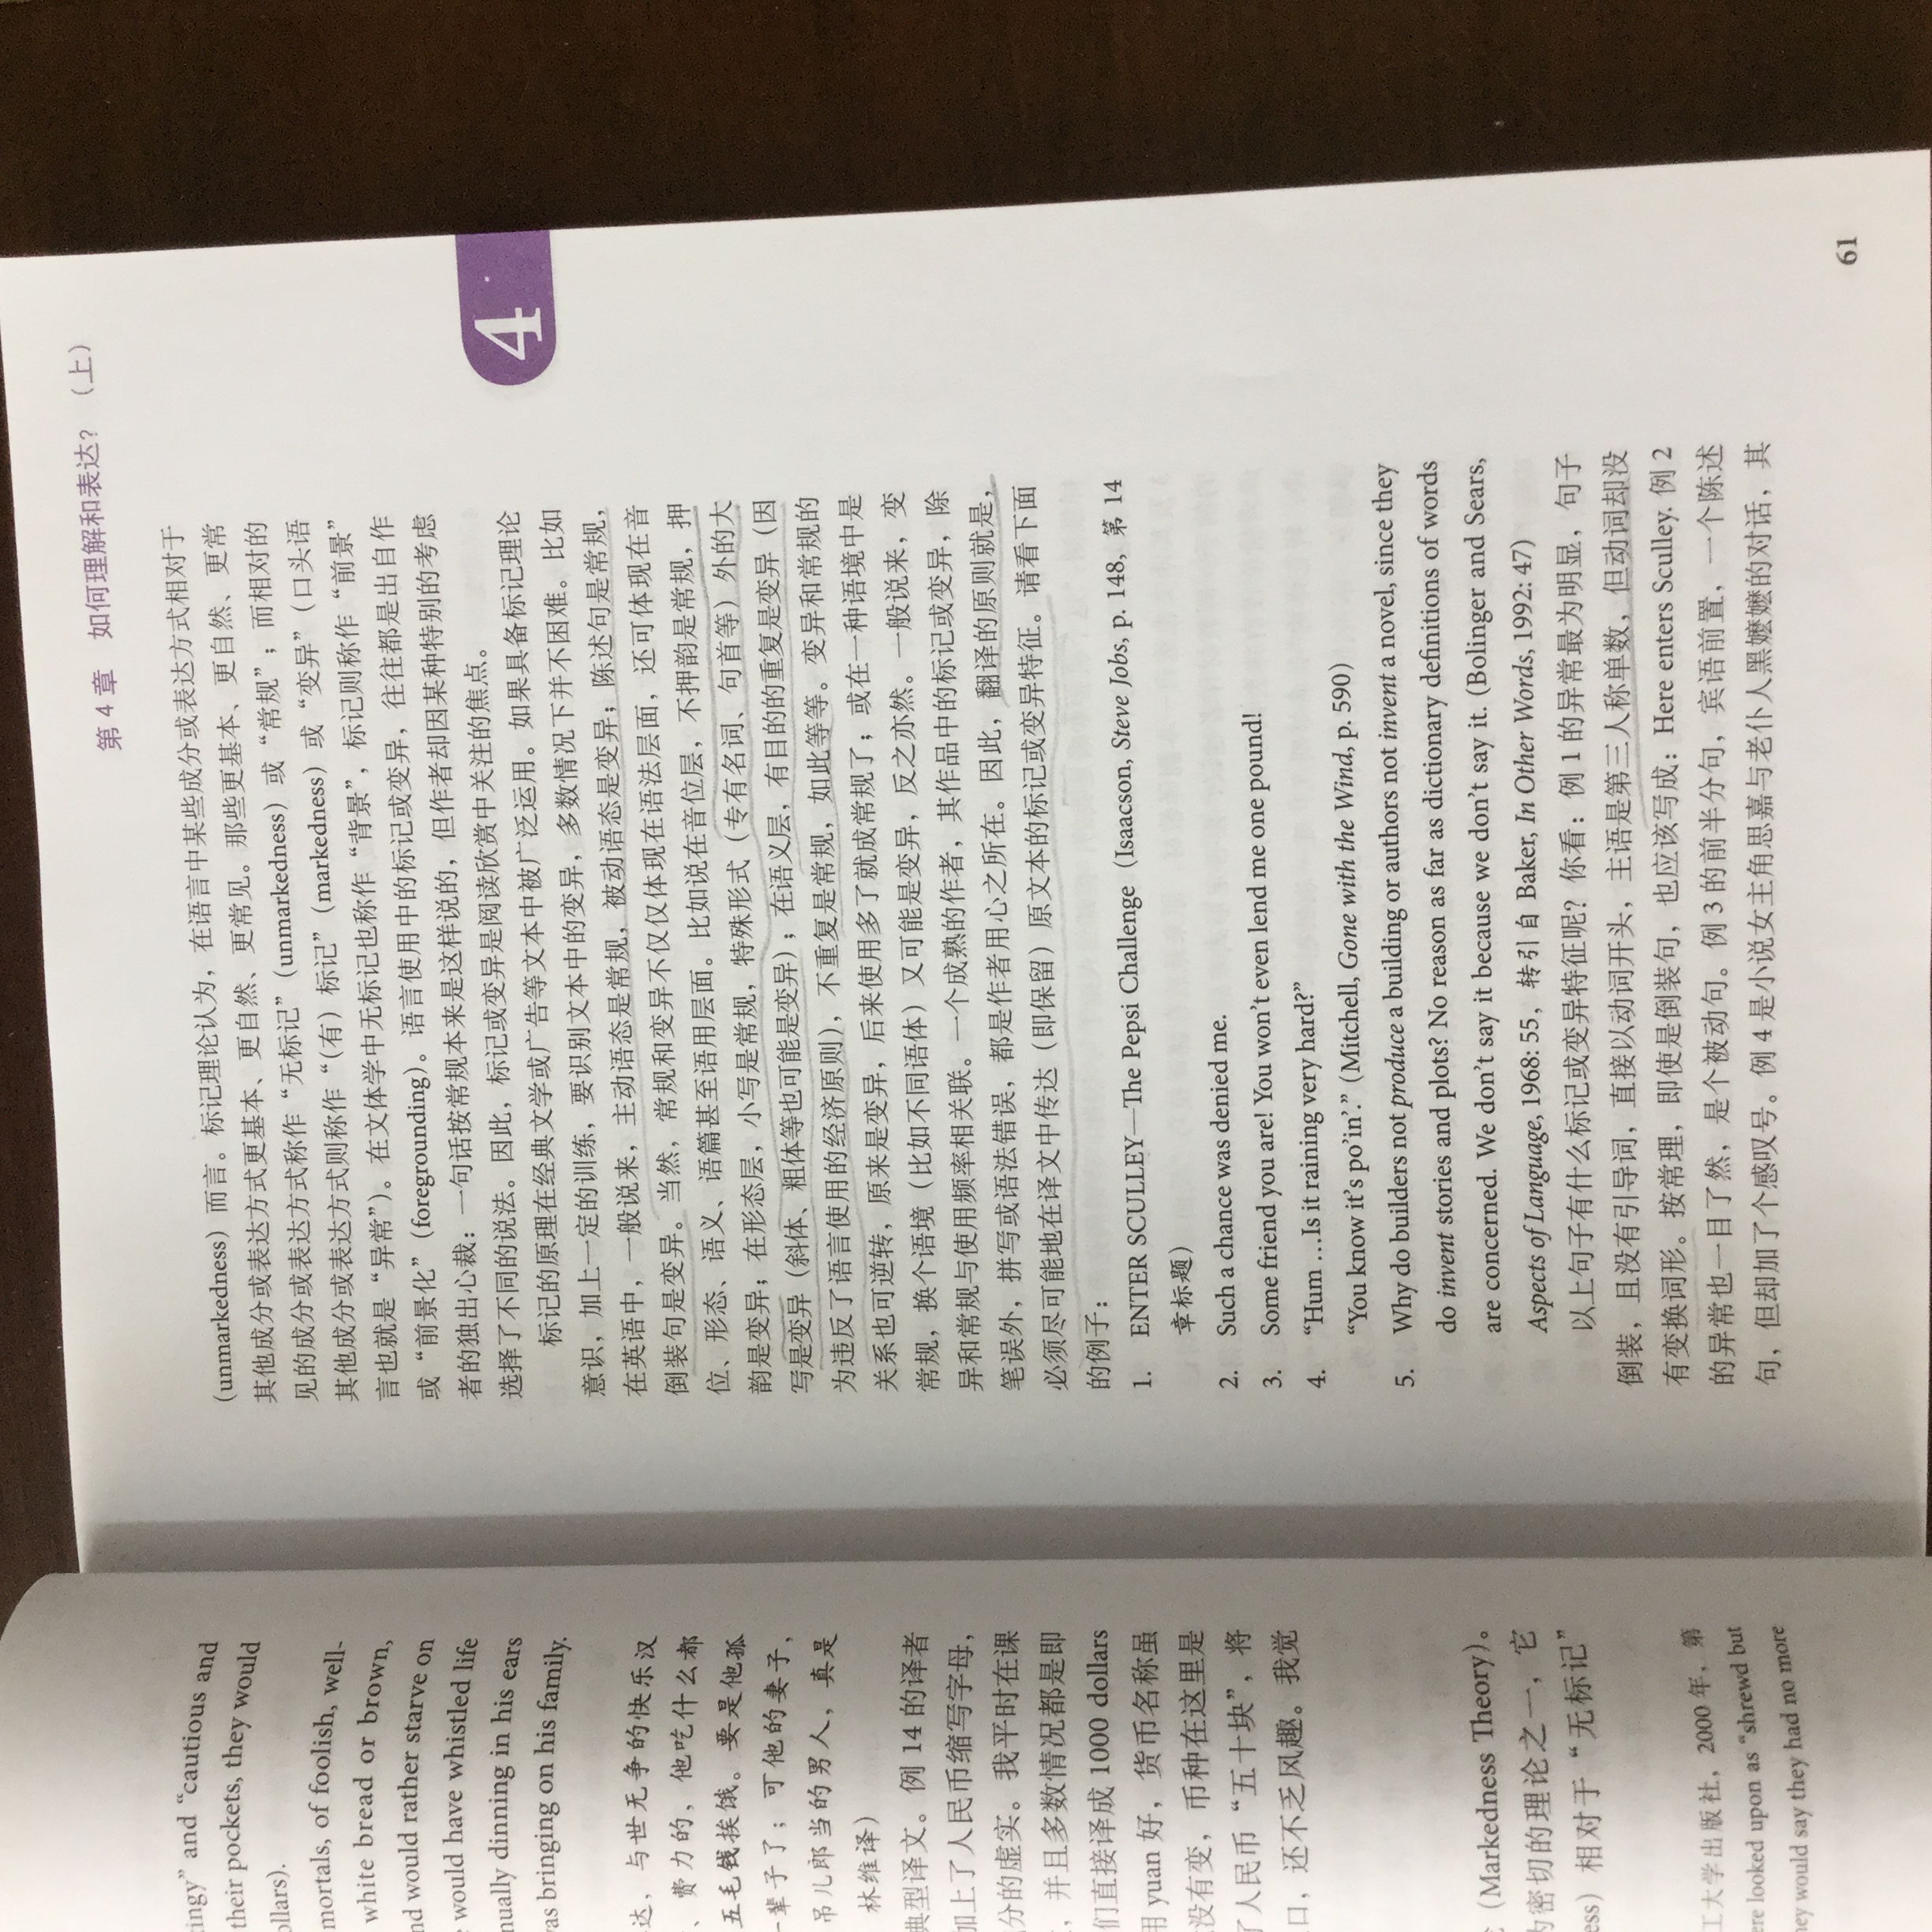 ingy” and “cautious and
their pockets, they would
ollars).
mortals, of foolish, well-
white bread or brown,
nd would rather starve on
would have whistled life
nually dinning in his ears
was bringing on his family.
达，与世无争的快乐汉
、费力的，他吃什么都
五毛钱挨饿。要是他孤
一辈子了；可他的妻子，
吊儿郎当的男人，真是
林维译）
典型译文。例 14 的译者
加上了人民币缩写字母，
分的虚实。我平时在课
，并且多数情况都是即
们直接译成 1000 dollars
用 yuan 好，货币名称虽
没有变，币种在这里是
了人民币“五十块”，将
口，还不乏风趣。我觉
（Markedness Theory）。
密切的理论之一，它
ess）相对于“无标记”
工大学出版社，2000 年，第
ere looked upon as “shrewd but
hey would say they had no more
第 4 章 如何理解和表达？（上）
4
（unmarkedness）而言。标记理论认为，在语言中某些成分或表达方式相对于
其他成分或表达方式更基本、更自然、更常见。那些更基本、更自然、更常
见的成分或表达方式称作“无标记”（unmarkedness）或“常规”；而相对的
其他成分或表达方式则称作“（有）标记”（markedness）或“变异”（口头语
言也就是“异常”）。在文体学中无标记也称作“背景”，标记则称作“前景”
或“前景化”（foregrounding）。语言使用中的标记或变异，往往都是出自作
者的独出心裁：一句话按常规本来是这样说的，但作者却因某种特别的考虑
选择了不同的说法。因此，标记或变异是阅读欣赏中关注的焦点。
标记的原理在经典文学或广告等文本中被广泛运用。如果具备标记理论
意识，加上一定的训练，要识别文本中的变异，多数情况下并不困难。比如
在英语中，一般说来，主动语态是常规，被动语态是变异；陈述句是常规，
倒装句是变异。当然，常规和变异不仅仅体现在语法层面，还可体现在音
位、形态、语义、语篇甚至语用层面。比如说在音位层，不押韵是常规，押
韵是变异；在形态层，小写是常规，特殊形式（专有名词、句首等）外的大
写是变异（斜体、粗体等也可能是变异）；在语义层，有目的的重复是变异（因
为违反了语言使用的经济原则），不重复是常规，如此等等。变异和常规的
关系也可逆转，原来是变异，后来使用多了就成常规了；或在一种语境中是
常规，换个语境（比如不同语体）又可能是变异，反之亦然。一般说来，变
异和常规与使用频率相关联。一个成熟的作者，其作品中的标记或变异，除
笔误外，拼写或语法错误，都是作者用心之所在。因此，翻译的原则就是，
必须尽可能地在译文中传达（即保留）原文本的标记或变异特征。请看下面
的例子：
1. ENTER SCULLEY—The Pepsi Challenge（Isaacson, Steve Jobs, p. 148, 第 14
章标题）
2. Such a chance was denied me.
3. Some friend you are! You won’t even lend me one pound!
4. “Hum …Is it raining very hard?”
“You know it’s po’in’.” (Mitchell, Gone with the Wind, p. 590)
5. Why do builders not produce a building or authors not invent a novel, since they
do invent stories and plots? No reason as far as dictionary definitions of words
are concerned. We don’t say it because we don’t say it. (Bolinger and Sears,
Aspects of Language, 1968: 55，转引自 Baker, In Other Words, 1992: 47)
以上句子有什么标记或变异特征呢？你看：例 1 的异常最为明显，句子
倒装，且没有引导词，直接以动词开头，主语是第三人称单数，但动词却没
有变换词形。按常理，即使是倒装句，也应该写成：Here enters Sculley. 例 2
的异常也一目了然，是个被动句。例 3 的前半分句，宾语前置，一个陈述
句，但却加了个感叹号。例 4 是小说女主角思嘉与老仆人黑嬷嬷的对话，其
61